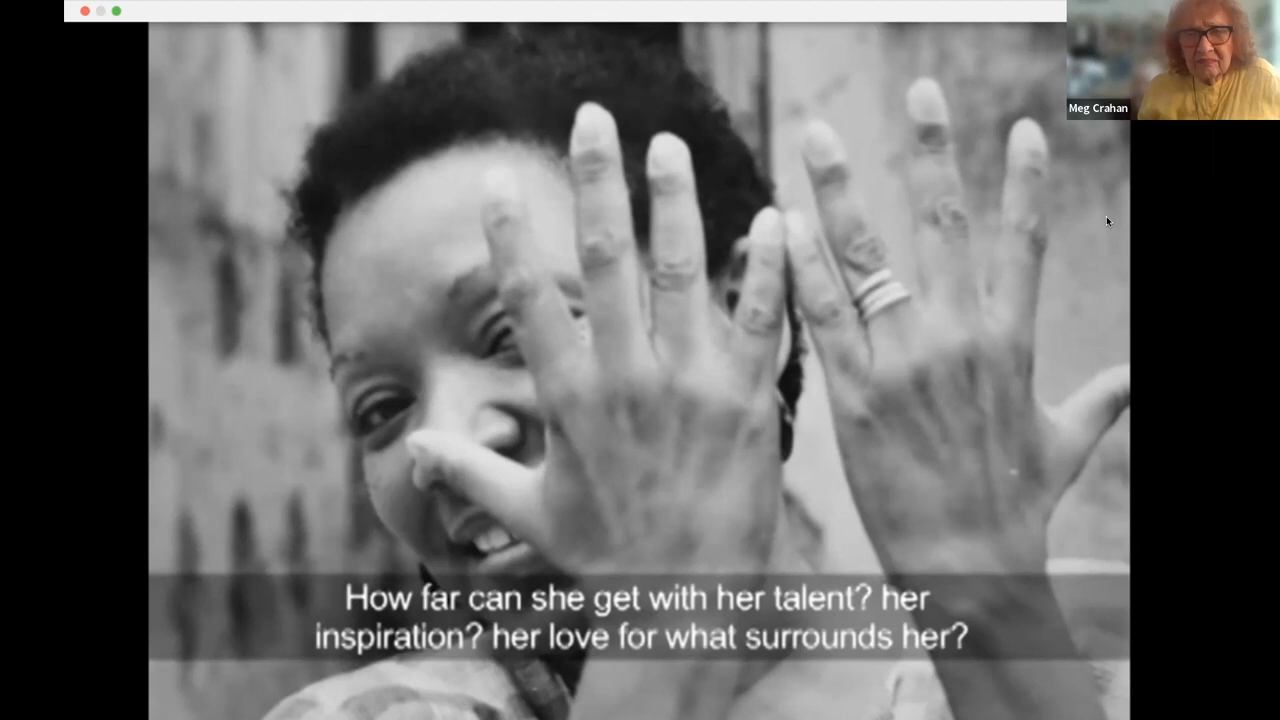 Meg Crahan
How far can she get with her talent? her
inspiration? her love for what surrounds her?